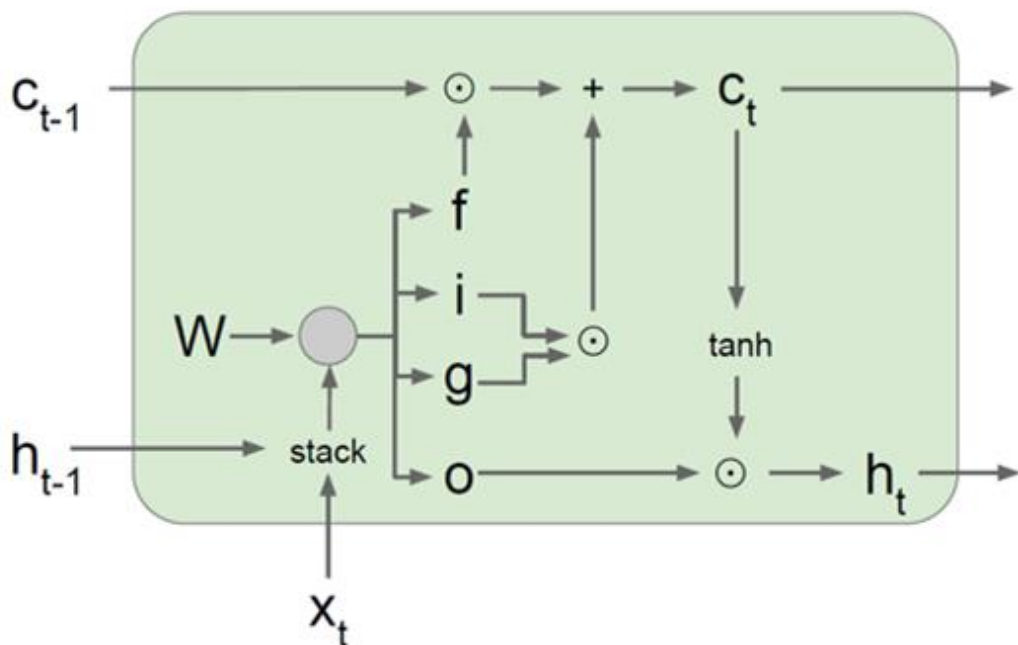 c_{t-1} ⊙ + c_t
f
i
W ⊙ tanh
g
h_{t-1} stack o ⊙ h_t
x_t